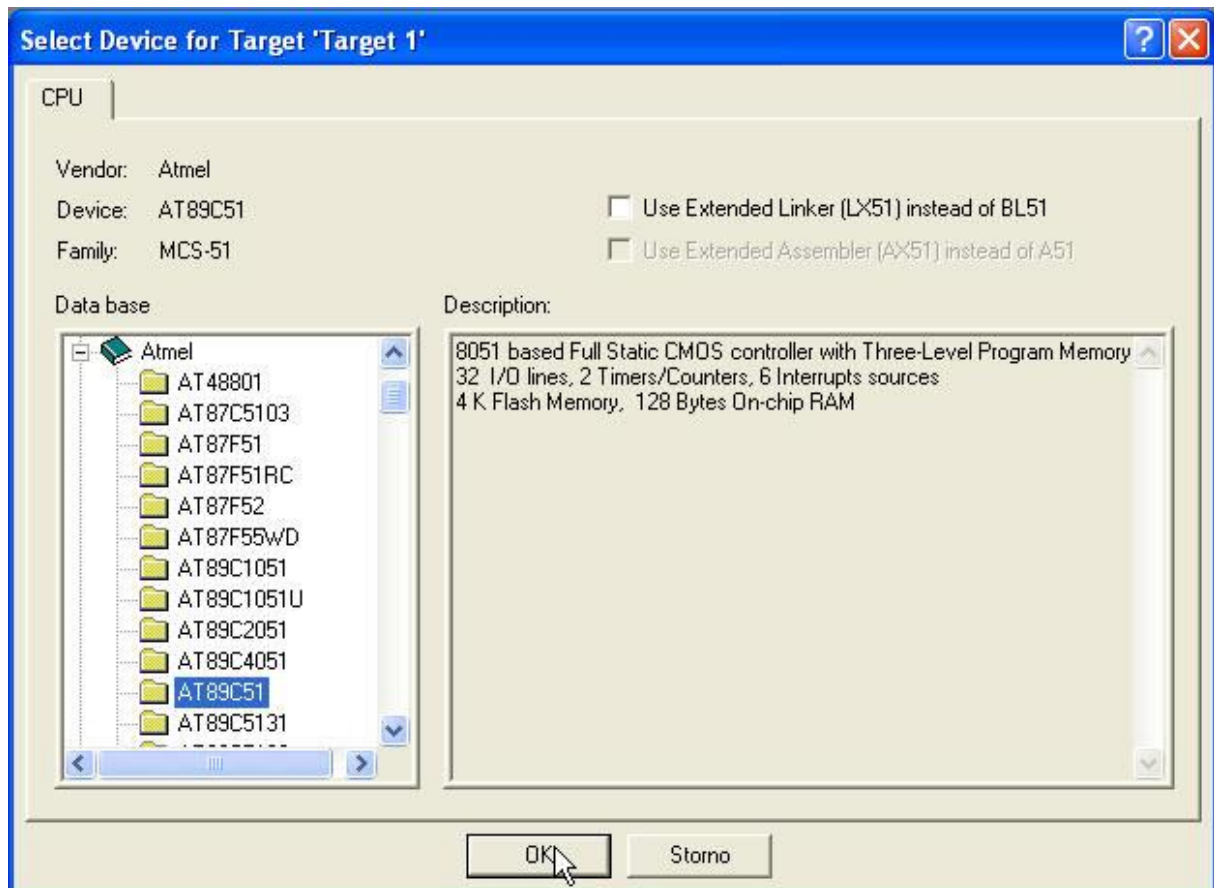 Select Device for Target 'Target 1'
CPU
Vendor: Atmel
Device: AT89C51
Use Extended Linker (LX51) instead of BL51
Family: MCS-51
Use Extended Assembler (AX51) instead of A51
Data base
Description:
Atmel
AT48801
AT87C5103
AT87F51
AT87F51RC
AT87F52
AT87F55WD
AT89C1051
AT89C1051U
AT89C2051
AT89C4051
AT89C51
AT89C5131
8051 based Full Static CMOS controller with Three-Level Program Memory
32 I/O lines, 2 Timers/Counters, 6 Interrupts sources
4 K Flash Memory, 128 Bytes On-chip RAM
OK
Storno